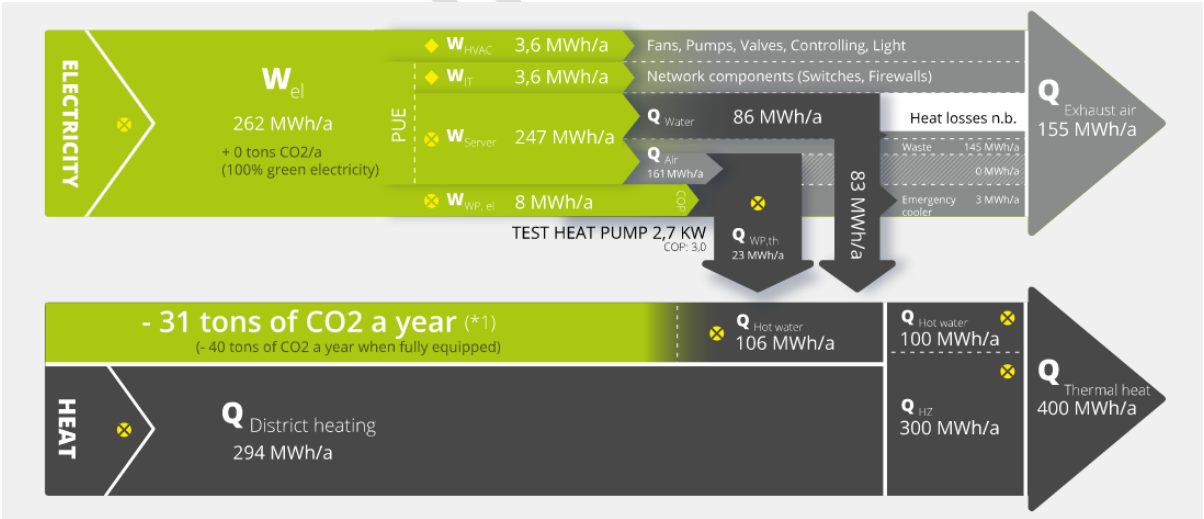 ELECTRICITY
W el
262 MWh/a
+ 0 tons CO2/a
(100% green electricity)
PUE
W HVAC 3,6 MWh/a
Fans, Pumps, Valves, Controlling, Light
W IT 3,6 MWh/a
Network components (Switches, Firewalls)
W Server 247 MWh/a
Q Water 86 MWh/a
Q Air
161 MWh/a
W WP, el 8 MWh/a
COP
TEST HEAT PUMP 2,7 KW
COP: 3,0
Q WP,th
23 MWh/a
83 MWh/a
Heat losses n.b.
Waste 145 MWh/a
0 MWh/a
Emergency 3 MWh/a
cooler
Q Exhaust air
155 MWh/a
- 31 tons of CO2 a year (*1)
(- 40 tons of CO2 a year when fully equipped)
Q Hot water
106 MWh/a
Q Hot water
100 MWh/a
HEAT
Q District heating
294 MWh/a
Q HZ
300 MWh/a
Q Thermal heat
400 MWh/a